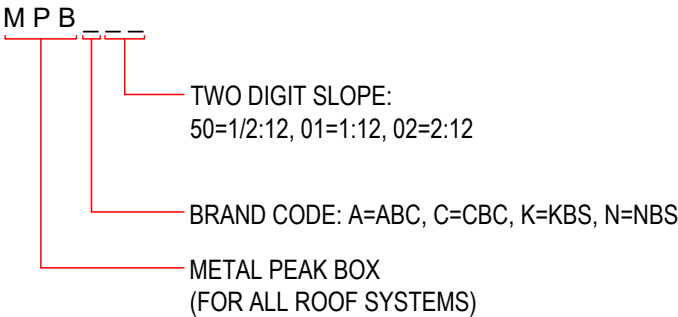 M P B _ _ _
TWO DIGIT SLOPE:
50=1/2:12, 01=1:12, 02=2:12
BRAND CODE: A=ABC, C=CBC, K=KBS, N=NBS
METAL PEAK BOX
(FOR ALL ROOF SYSTEMS)